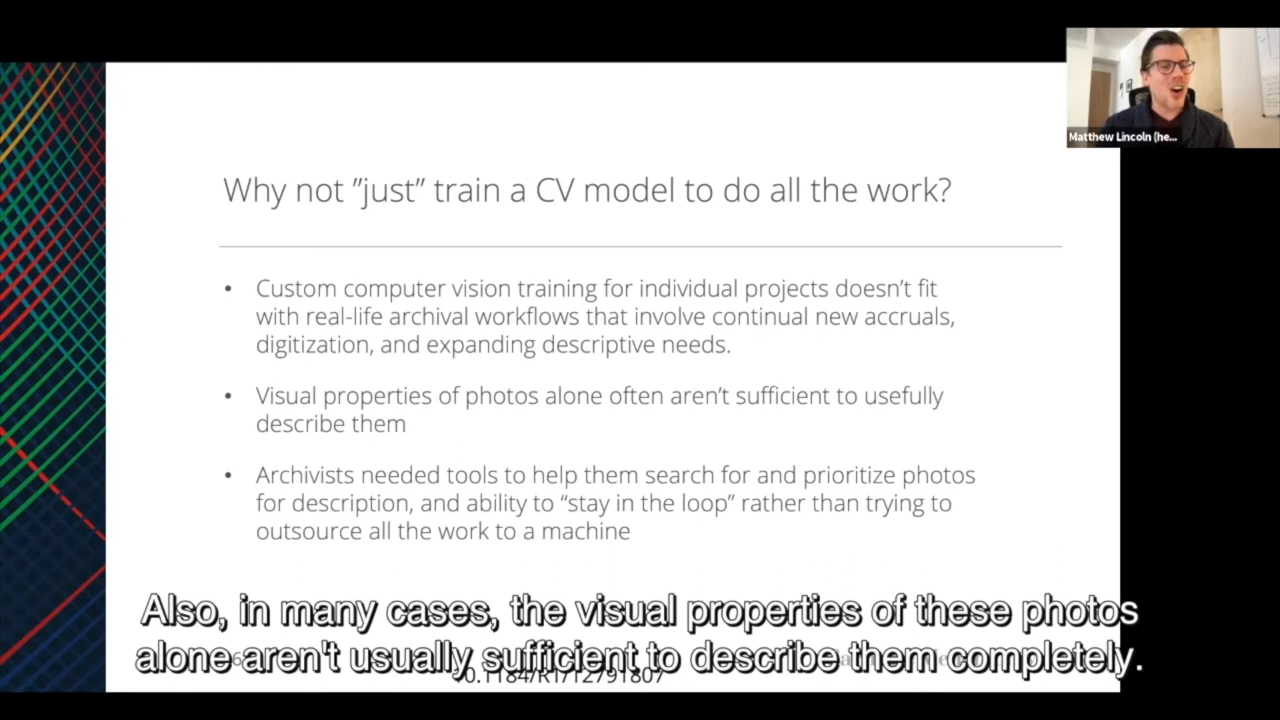 Matthew Lincoln (he...
Why not ”just” train a CV model to do all the work?
• Custom computer vision training for individual projects doesn’t fit
with real-life archival workflows that involve continual new accruals,
digitization, and expanding descriptive needs.
• Visual properties of photos alone often aren’t sufficient to usefully
describe them
• Archivists needed tools to help them search for and prioritize photos
for description, and ability to “stay in the loop” rather than trying to
outsource all the work to a machine
Also, in many cases, the visual properties of these photos
alone aren't usually sufficient to describe them completely.
10.1184/R1/12791807